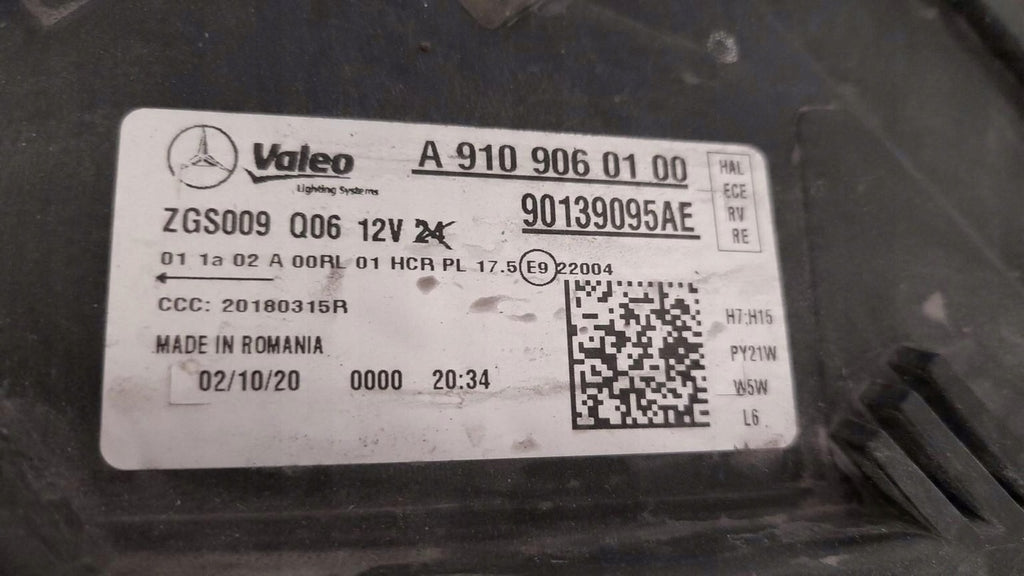 Valeo A 910 906 01 00
Lighting Systems
ZGS009 Q06 12V 24 90139095AE
HAL
ECE
RV
RE
01 1a 02 A 00RL 01 HCR PL 17.5 E9 22004
CCC: 20180315R
MADE IN ROMANIA
02/10/20 0000 20:34
H7;H15
PY21W
W5W
L6